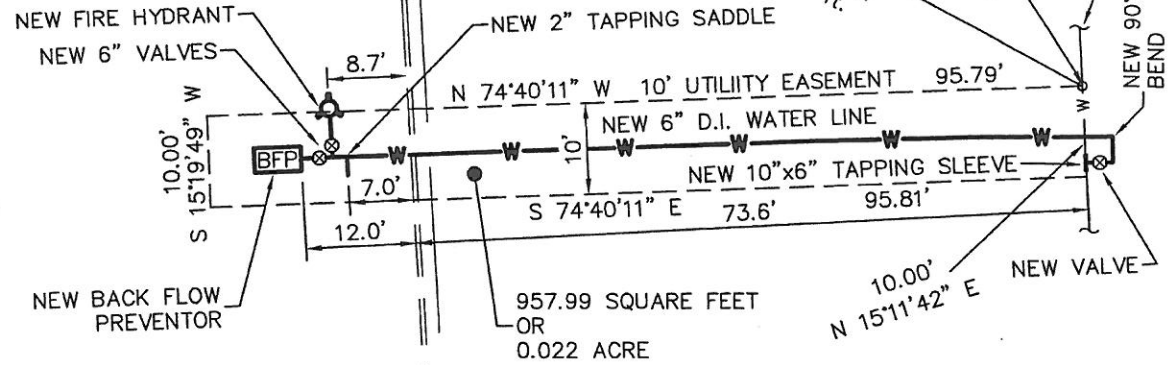 NEW FIRE HYDRANT
NEW 2" TAPPING SADDLE
NEW 6" VALVES
8.7'
N 74°40'11" W 10' UTILIITY EASEMENT 95.79'
NEW 90°
BEND
W
10.00'
S 15°19'49" W
NEW 6" D.I. WATER LINE
BFP
W W W W W W
10'
NEW 10"x6" TAPPING SLEEVE
7.0'
S 74°40'11" E 95.81'
73.6'
12.0'
NEW BACK FLOW
PREVENTOR
957.99 SQUARE FEET
OR
0.022 ACRE
10.00'
N 15°11'42" E
NEW VALVE